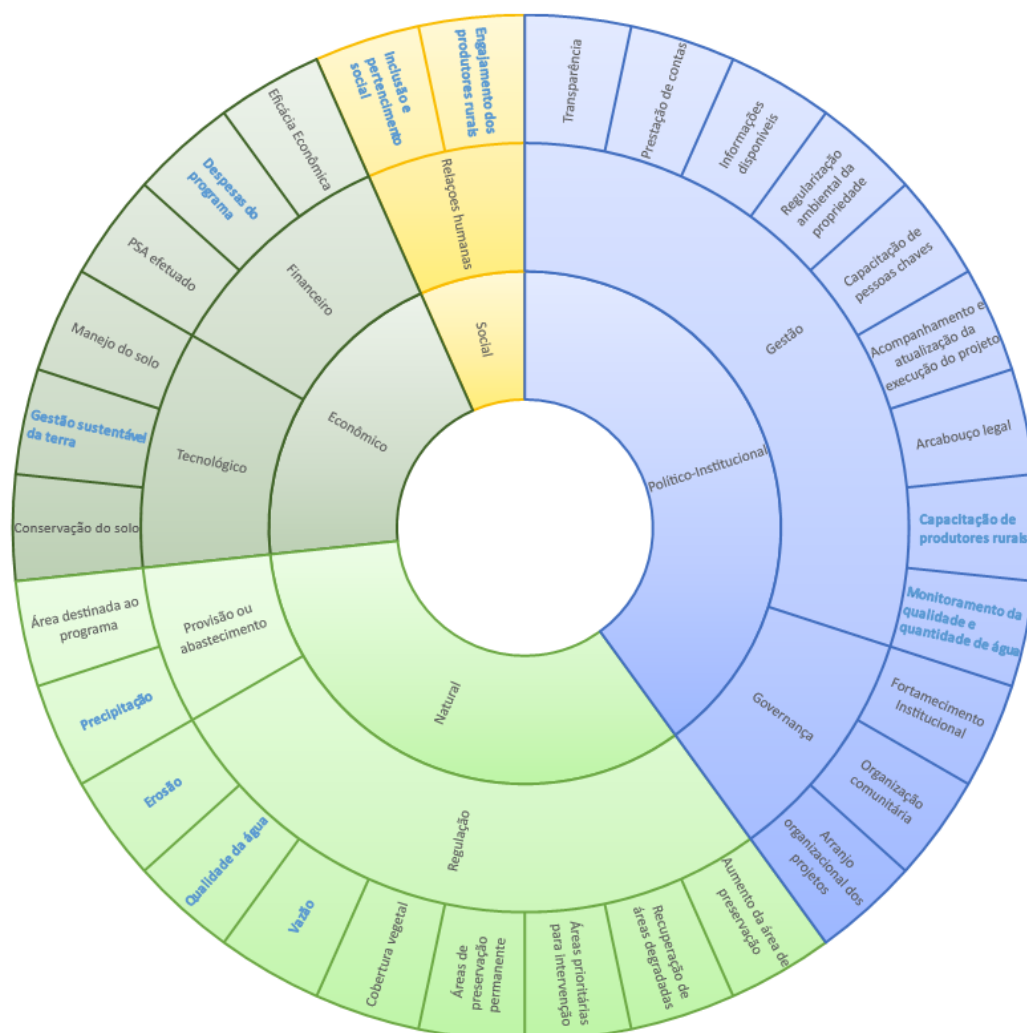 Inclusão e
pertencimento
social
Engajamento dos
produtores rurais
Transparência
Prestação de contas
Informações
disponíveis
Regularização
ambiental da
propriedade
Capacitação de
pessoas chaves
Acompanhamento e
atualização da
execução do projeto
Arcabouço legal
Capacitação de
produtores rurais
Monitoramento da
qualidade e
quantidade de água
Fortamecimento
Institucional
Organização
comunitária
Arranjo
organizacional dos
projetos
Aumento da área de
preservação
Recuperação de
áreas degradadas
Áreas prioritárias
para intervenção
Áreas de
preservação
permanente
Cobertura vegetal
Vazão
Qualidade da água
Erosão
Precipitação
Área destinada ao
programa
Conservação do solo
Gestão sustentável
da terra
Manejo do solo
PSA efetuado
Despesas do
programa
Eficácia Econômica
Relaçoes humanas
Gestão
Governança
Regulação
Provisão ou
abastecimento
Tecnológico
Financeiro
Social
Político-Institucional
Natural
Econômico